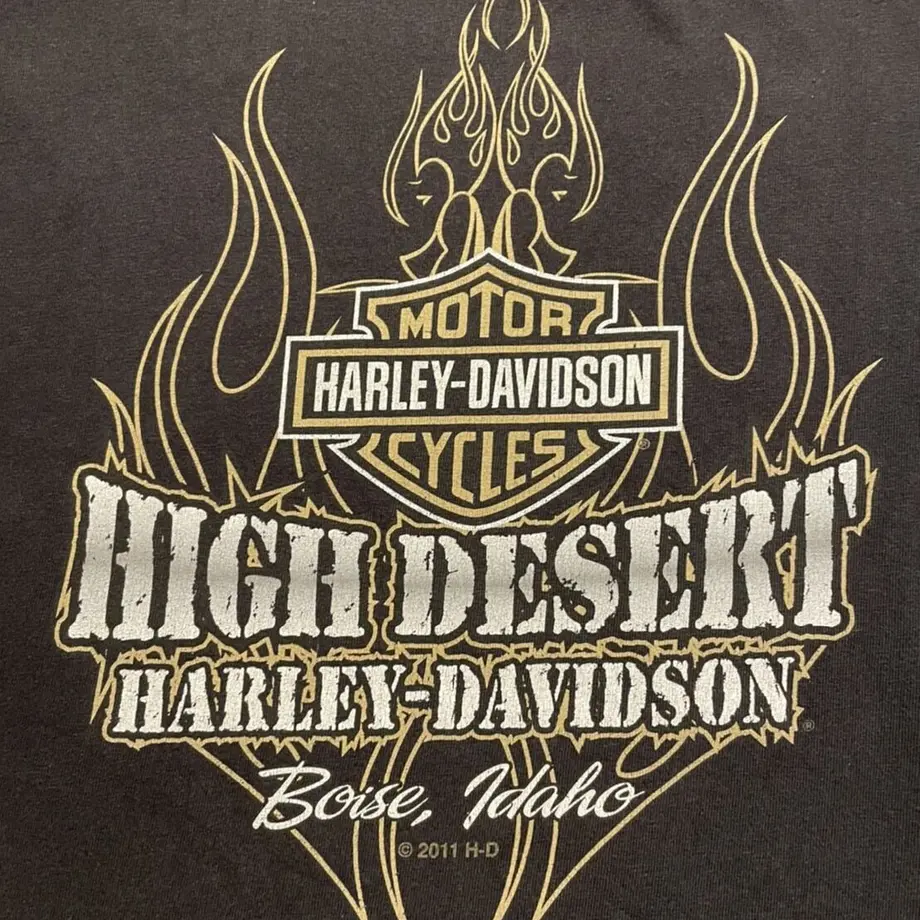 MOTOR
HARLEY-DAVIDSON
CYCLES ®
HIGH DESERT
HARLEY-DAVIDSON ®
Boise, Idaho
© 2011 H-D